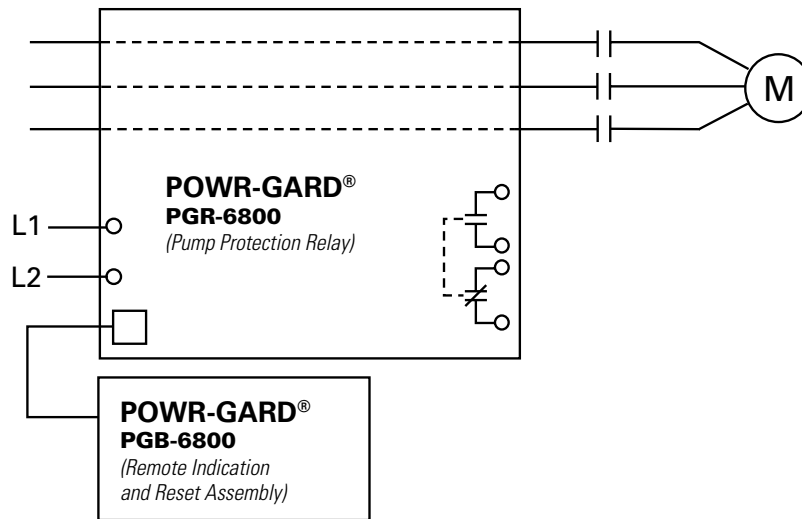 M
POWR-GARD®
PGR-6800
(Pump Protection Relay)
L1
L2
POWR-GARD®
PGB-6800
(Remote Indication
and Reset Assembly)